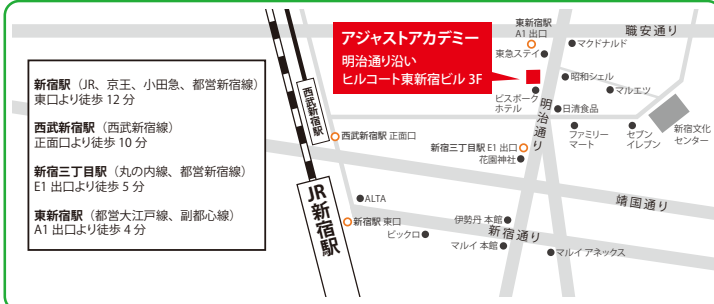 新宿駅（JR、京王、小田急、都営新宿線）
東口より徒歩 12 分
西武新宿駅（西武新宿線）
正面口より徒歩 10 分
新宿三丁目駅（丸の内線、都営新宿線）
E1 出口より徒歩 5 分
東新宿駅（都営大江戸線、副都心線）
A1 出口より徒歩 4 分
アジャストアカデミー
明治通り沿い
ヒルコート東新宿ビル 3F
東新宿駅
A1 出口
東急ステイ
マクドナルド
職安通り
昭和シェル
マルエツ
ビスポーク
ホテル
日清食品
明治通り
ファミリー
マート
セブン
イレブン
新宿文化
センター
西武新宿駅
西武新宿駅 正面口
新宿三丁目駅 E1 出口
花園神社
靖国通り
JR新宿駅
ALTA
新宿駅 東口
ビックロ
伊勢丹 本館
新宿通り
マルイ 本館
マルイ アネックス